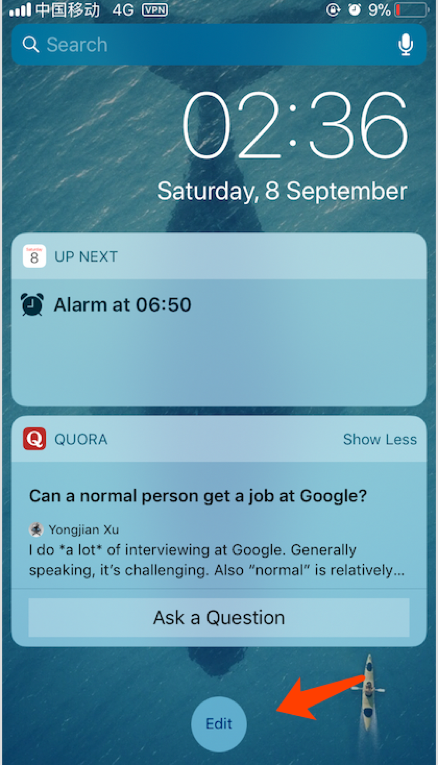 中国移动 4G VPN 9%
Search
02:36
Saturday, 8 September
Saturday
8 UP NEXT
Alarm at 06:50
Q QUORA Show Less
Can a normal person get a job at Google?
Yongjian Xu
I do *a lot* of interviewing at Google. Generally
speaking, it's challenging. Also “normal” is relatively...
Ask a Question
Edit